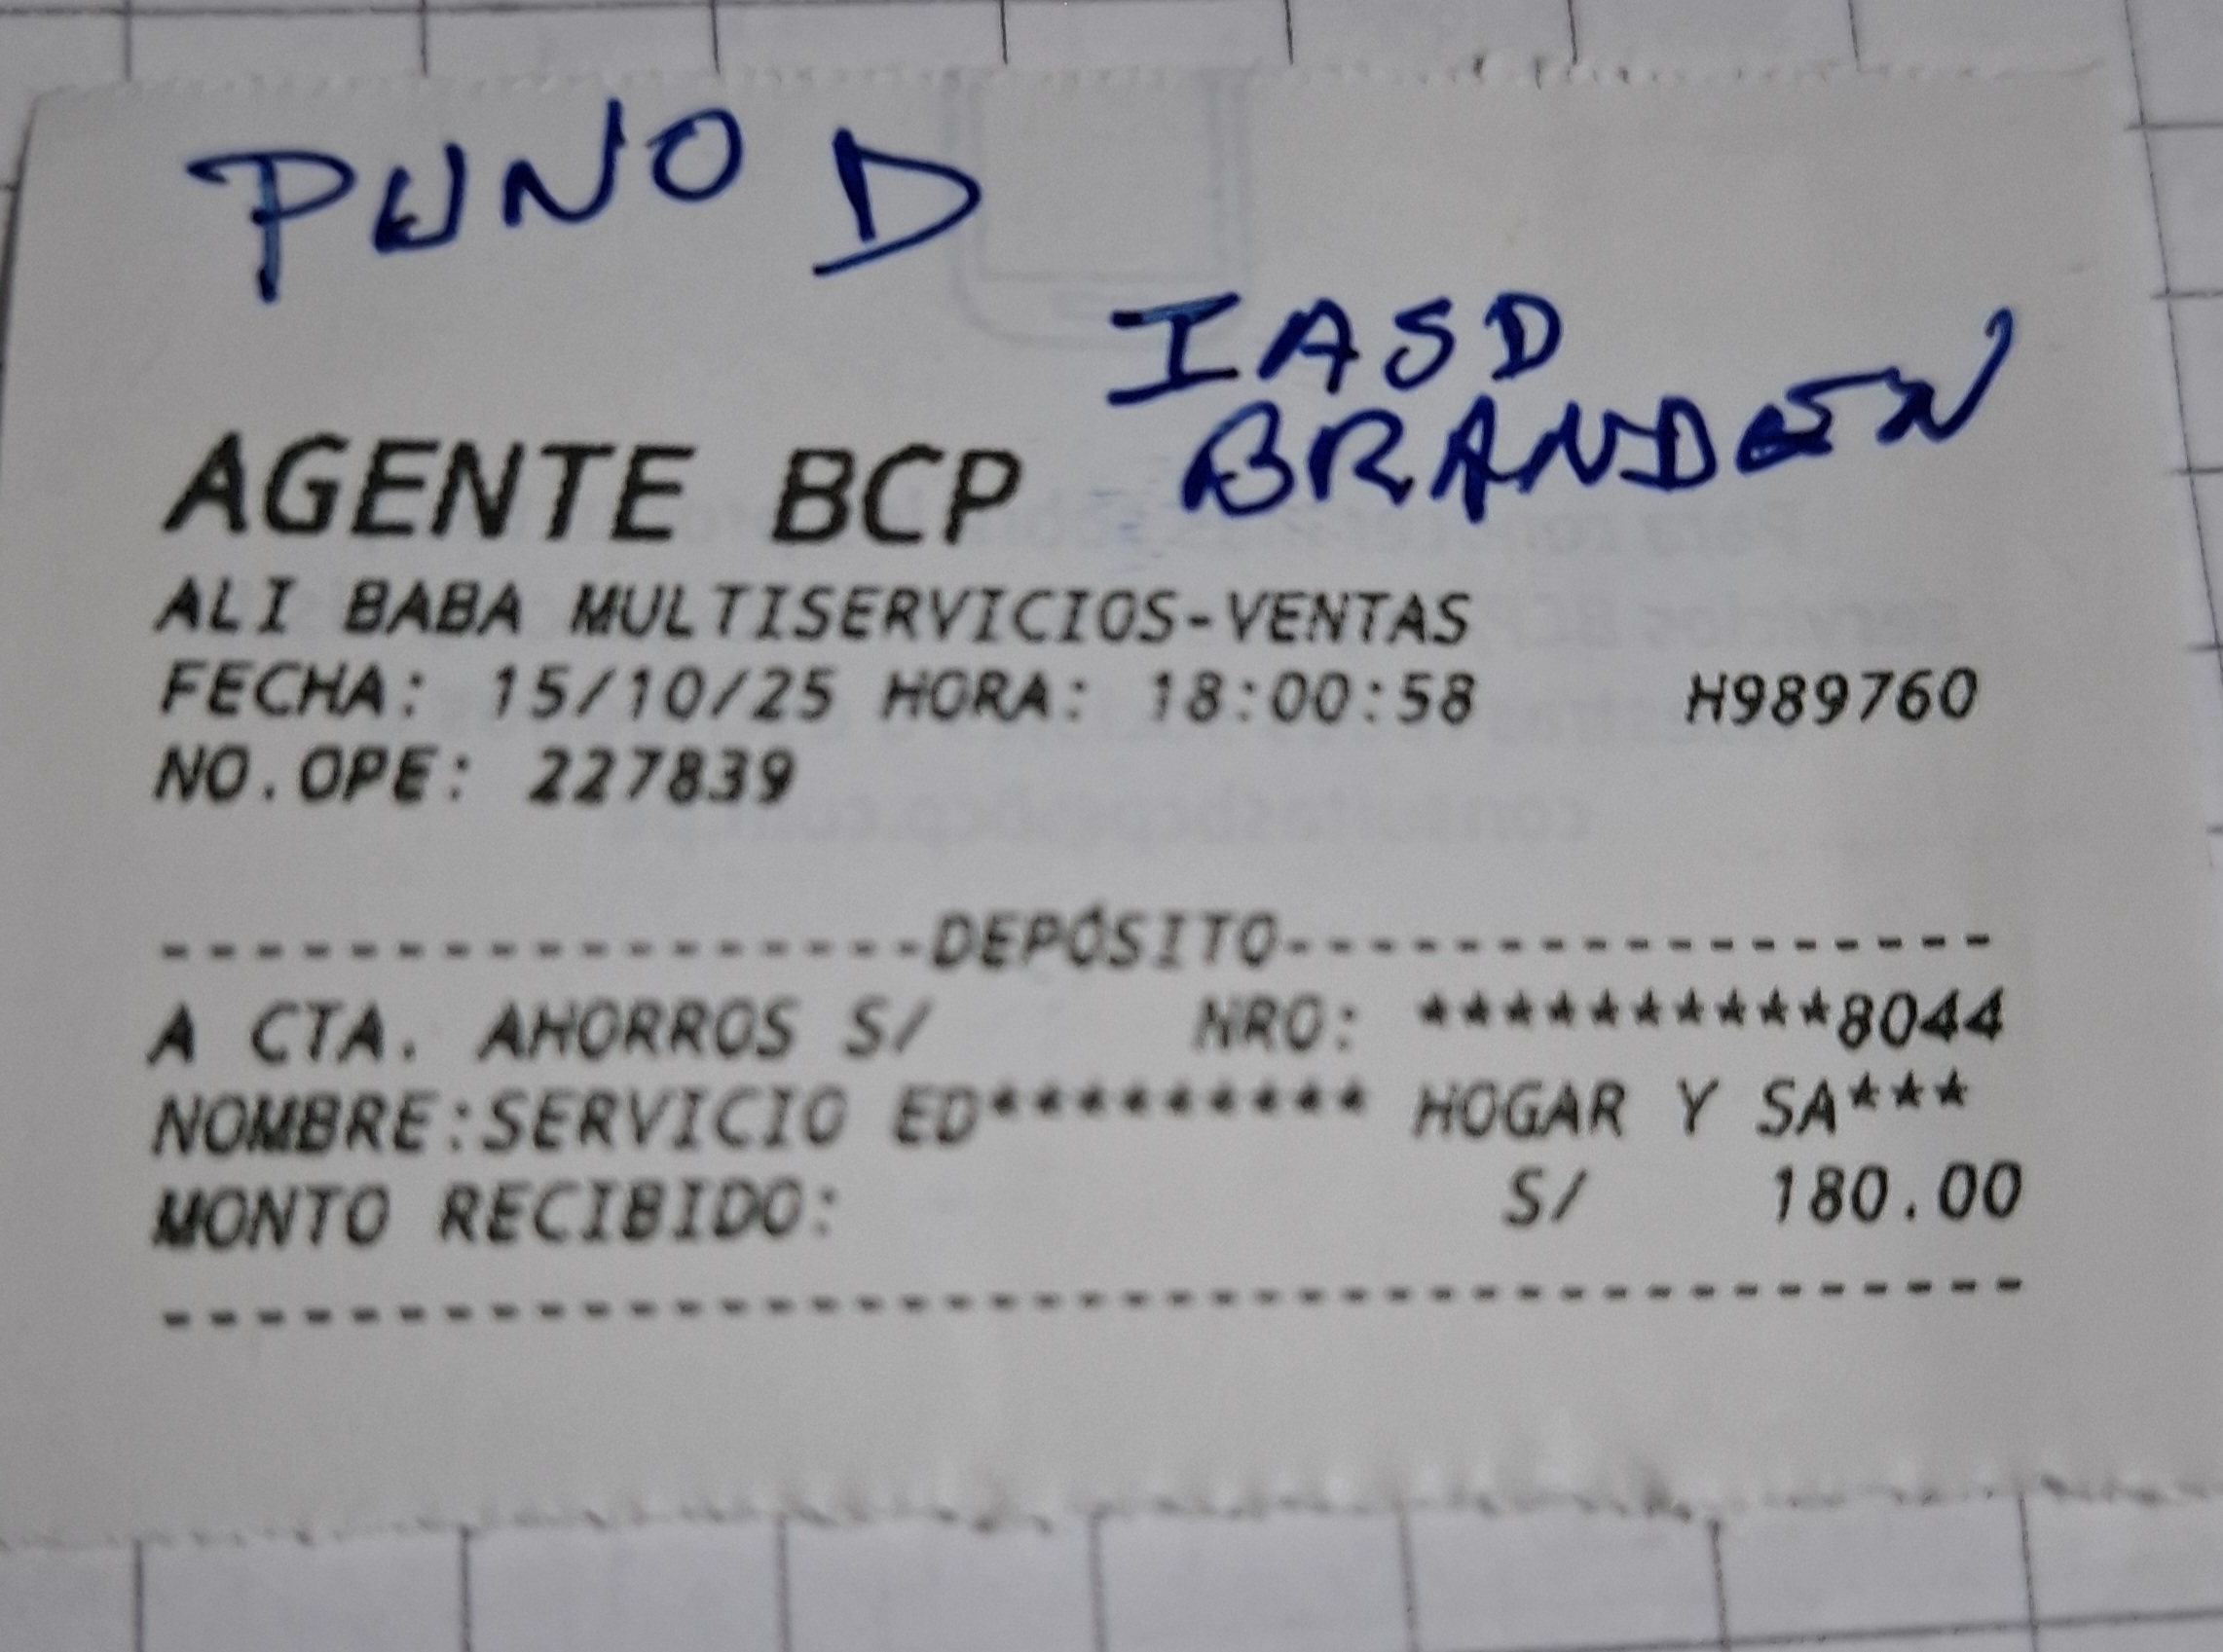 PUNO D
IASD
BRANDEN
AGENTE BCP
ALI BABA MULTISERVICIOS-VENTAS
FECHA: 15/10/25 HORA: 18:00:58 H989760
NO.OPE: 227839
------------------DEPÓSITO-----------------
A CTA. AHORROS S/ NRO: **********8044
NOMBRE:SERVICIO ED********* HOGAR Y SA***
MONTO RECIBIDO: S/ 180.00
----------------------------------------